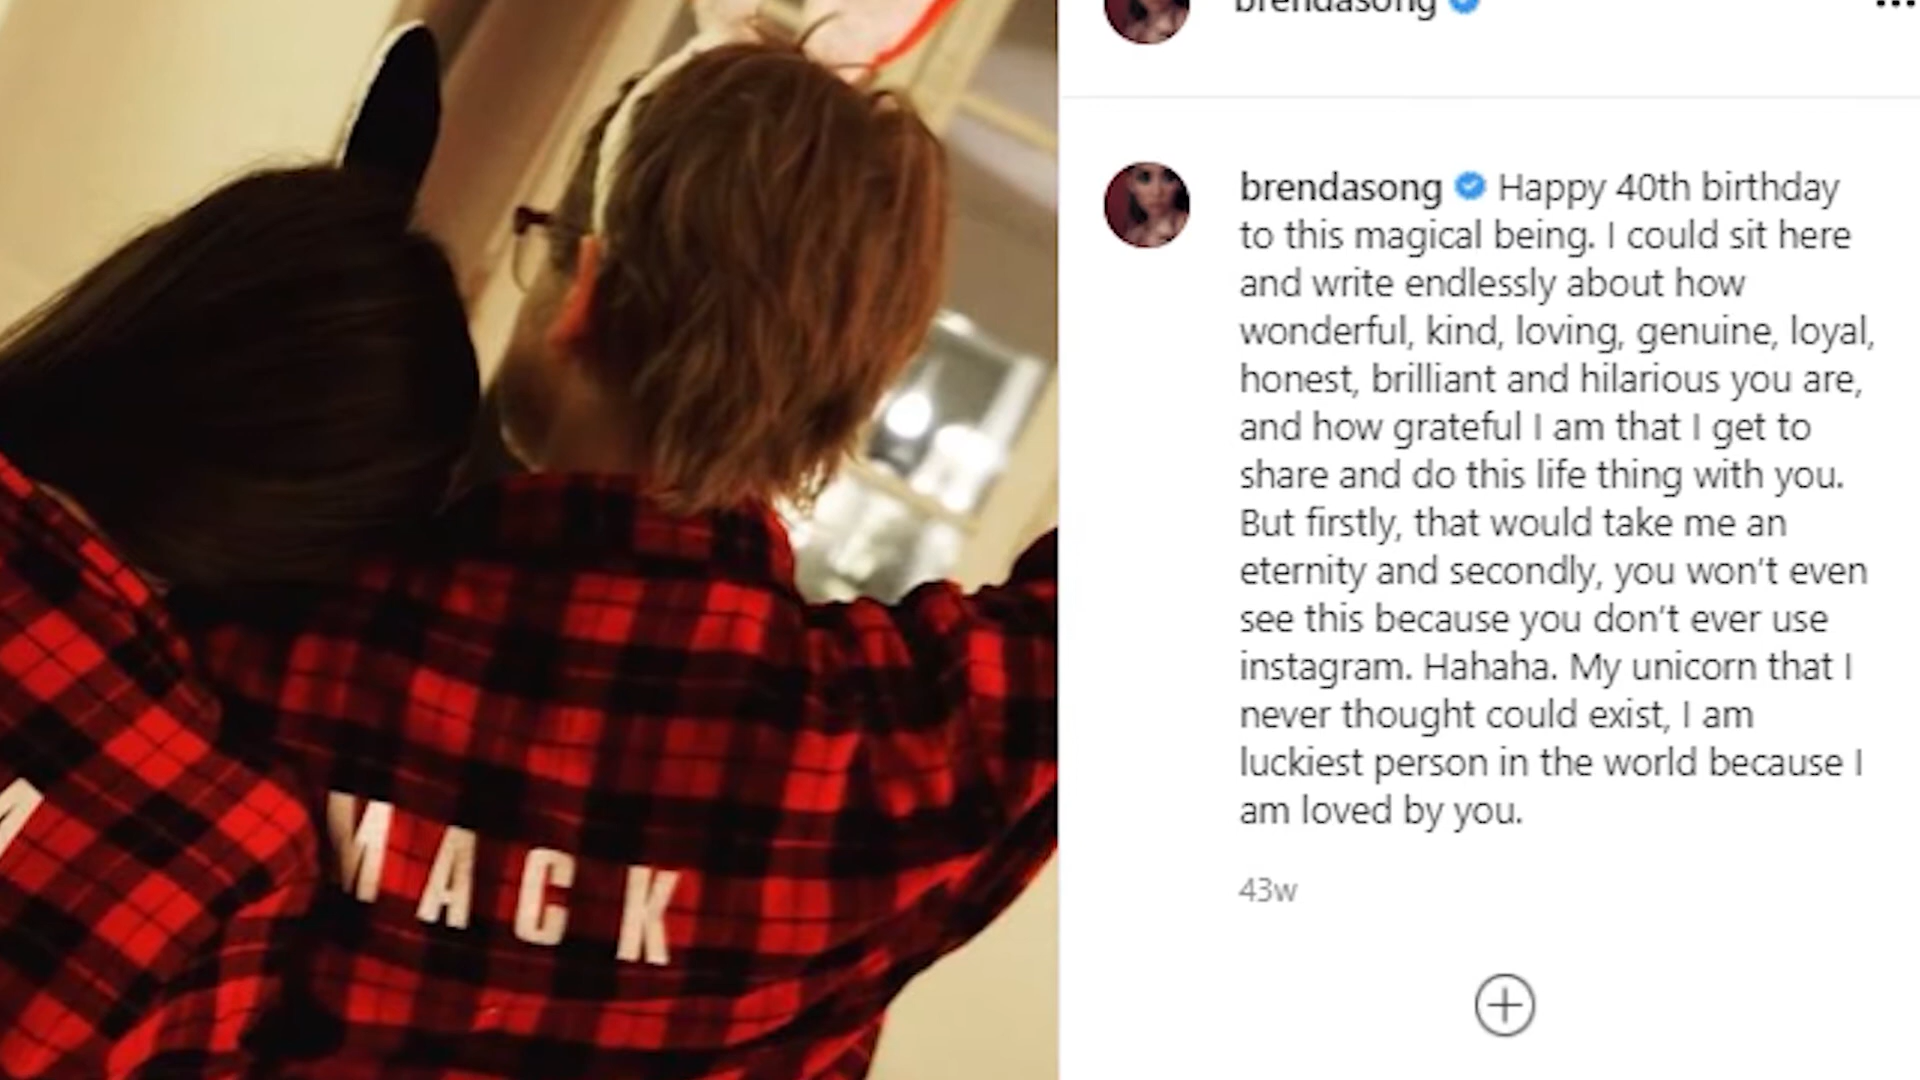 MACK
brendasong
brendasong Happy 40th birthday
to this magical being. I could sit here
and write endlessly about how
wonderful, kind, loving, genuine, loyal,
honest, brilliant and hilarious you are,
and how grateful I am that I get to
share and do this life thing with you.
But firstly, that would take me an
eternity and secondly, you won't even
see this because you don't ever use
instagram. Hahaha. My unicorn that I
never thought could exist, I am
luckiest person in the world because I
am loved by you.
43w